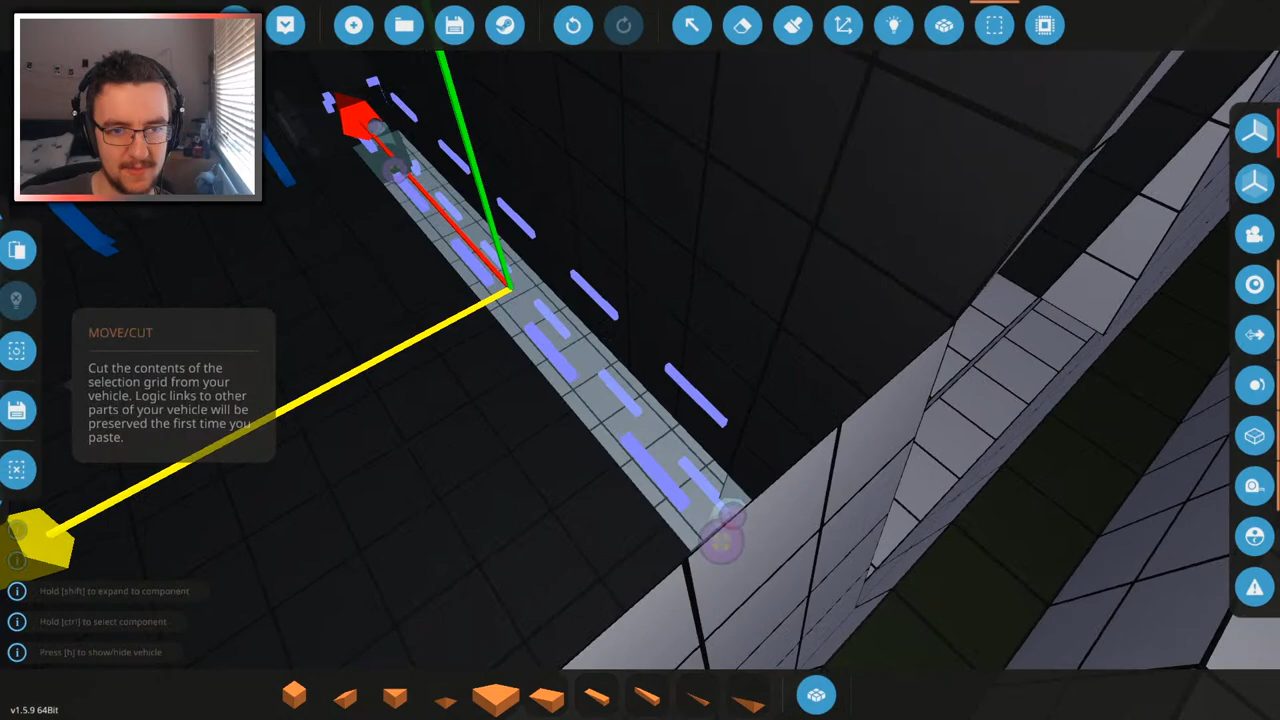 MOVE/CUT
Cut the contents of the
selection grid from your
vehicle. Logic links to other
parts of your vehicle will be
preserved the first time you
paste.
Hold [shift] to expand to component
Hold [ctrl] to select component
Press [h] to show/hide vehicle
v1.5.9 64Bit